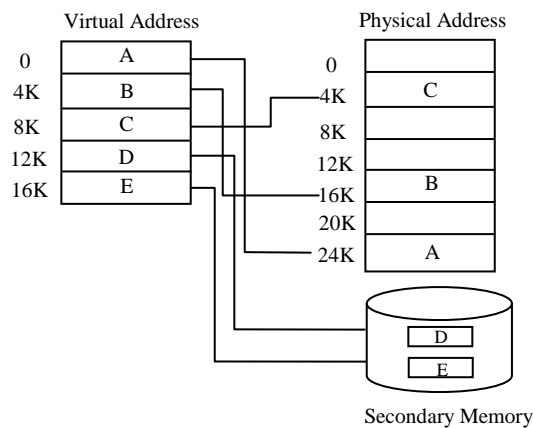 Virtual Address
0 A
4K B
8K C
12K D
16K E
Physical Address
0
4K C
8K
12K
16K B
20K
24K A
D
E
Secondary Memory